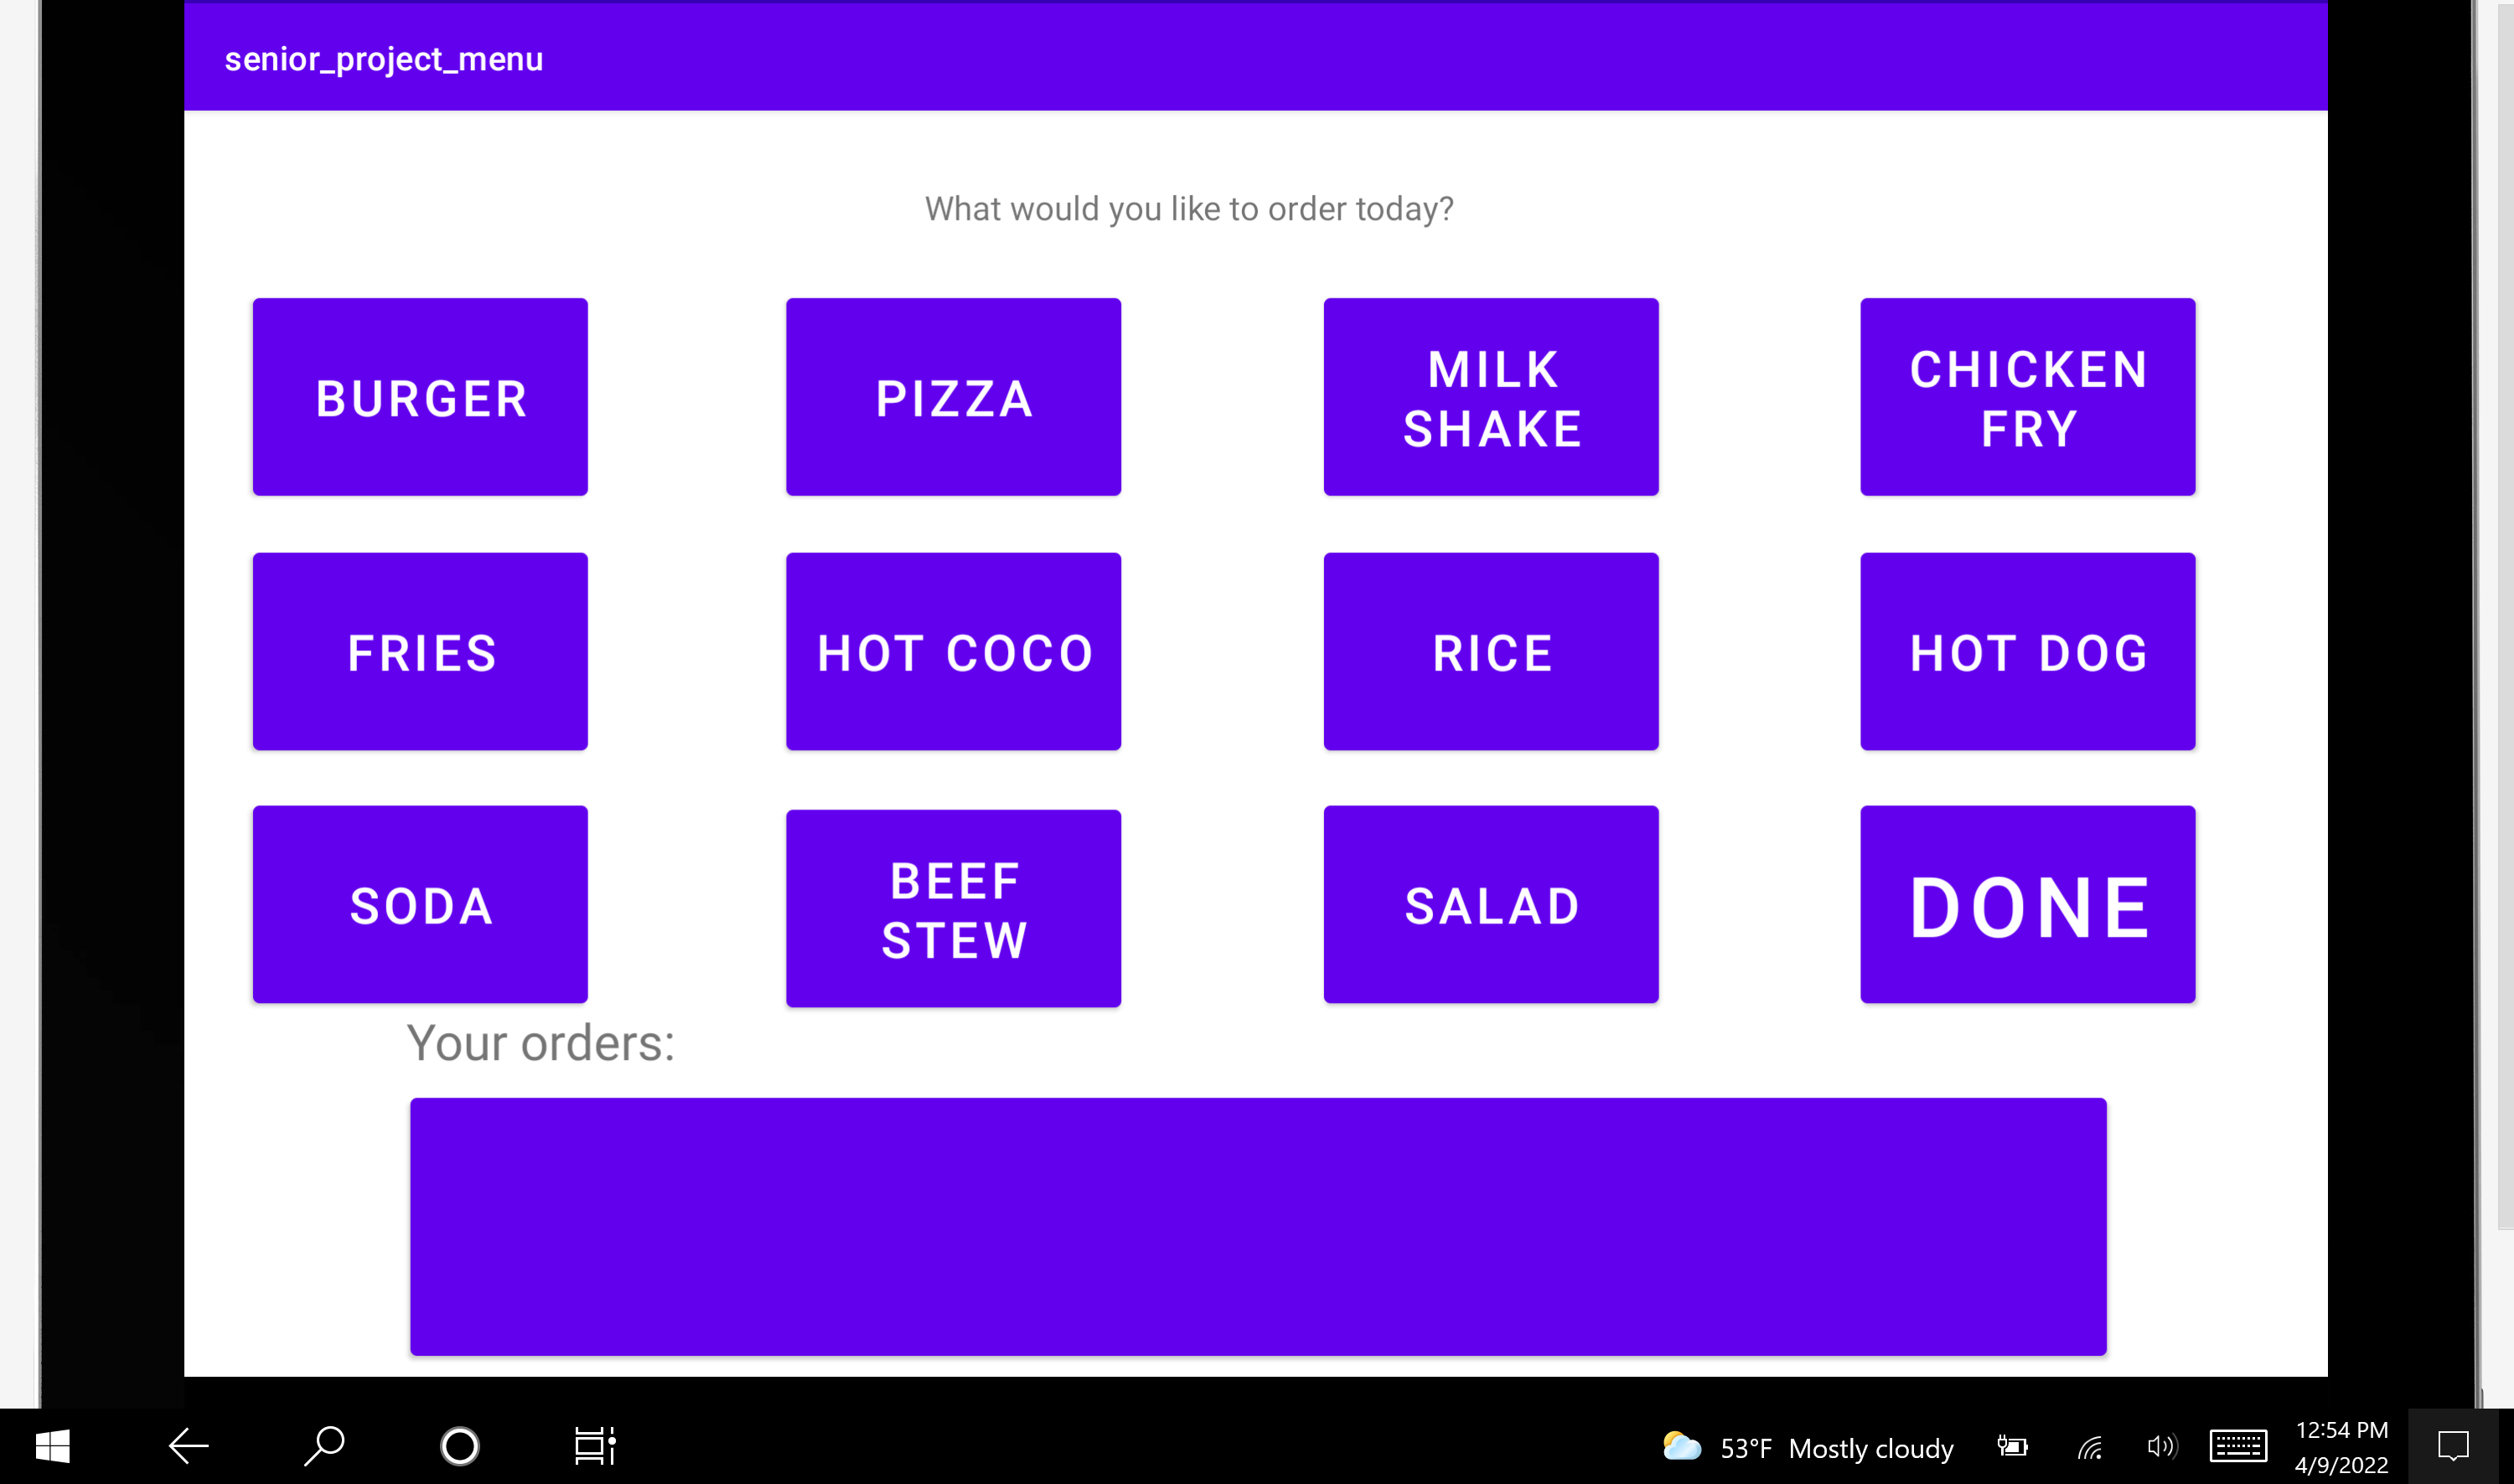 senior_project_menu
What would you like to order today?
BURGER
PIZZA
MILK
SHAKE
CHICKEN
FRY
FRIES
HOT COCO
RICE
HOT DOG
SODA
BEEF
STEW
SALAD
DONE
Your orders:
53°F Mostly cloudy
12:54 PM
4/9/2022